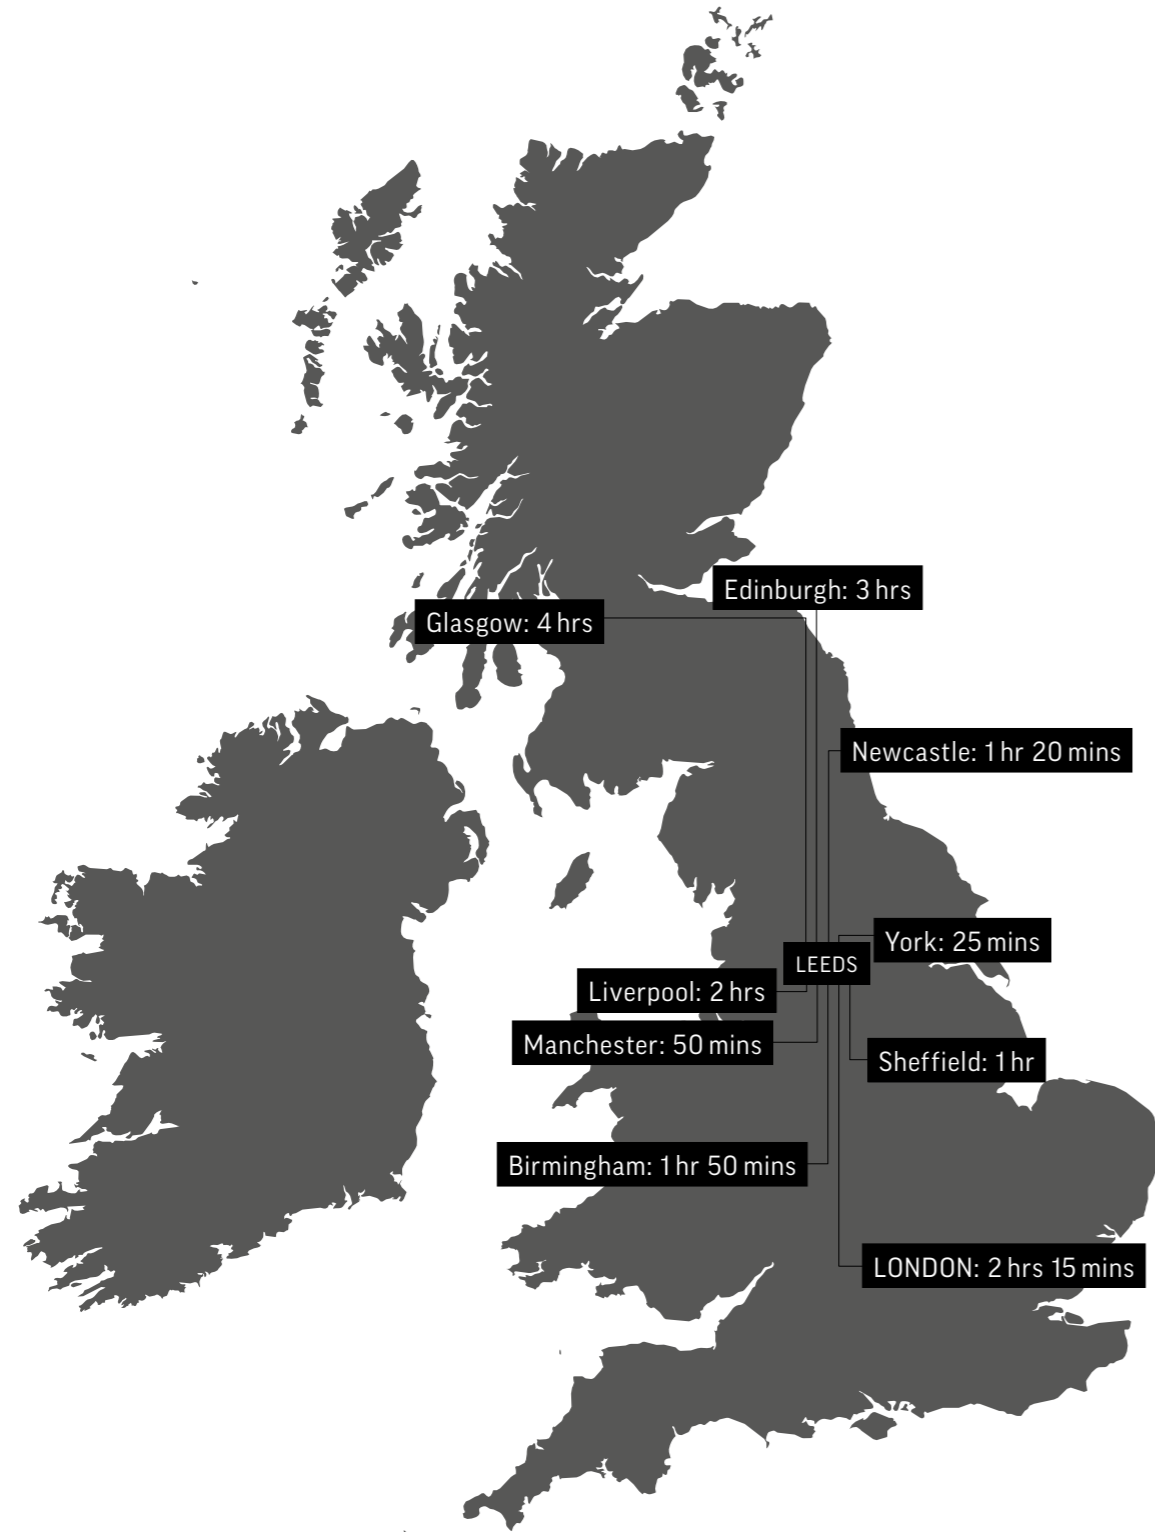 Edinburgh: 3 hrs
Glasgow: 4 hrs
Newcastle: 1 hr 20 mins
York: 25 mins
LEEDS
Liverpool: 2 hrs
Manchester: 50 mins
Sheffield: 1 hr
Birmingham: 1 hr 50 mins
LONDON: 2 hrs 15 mins